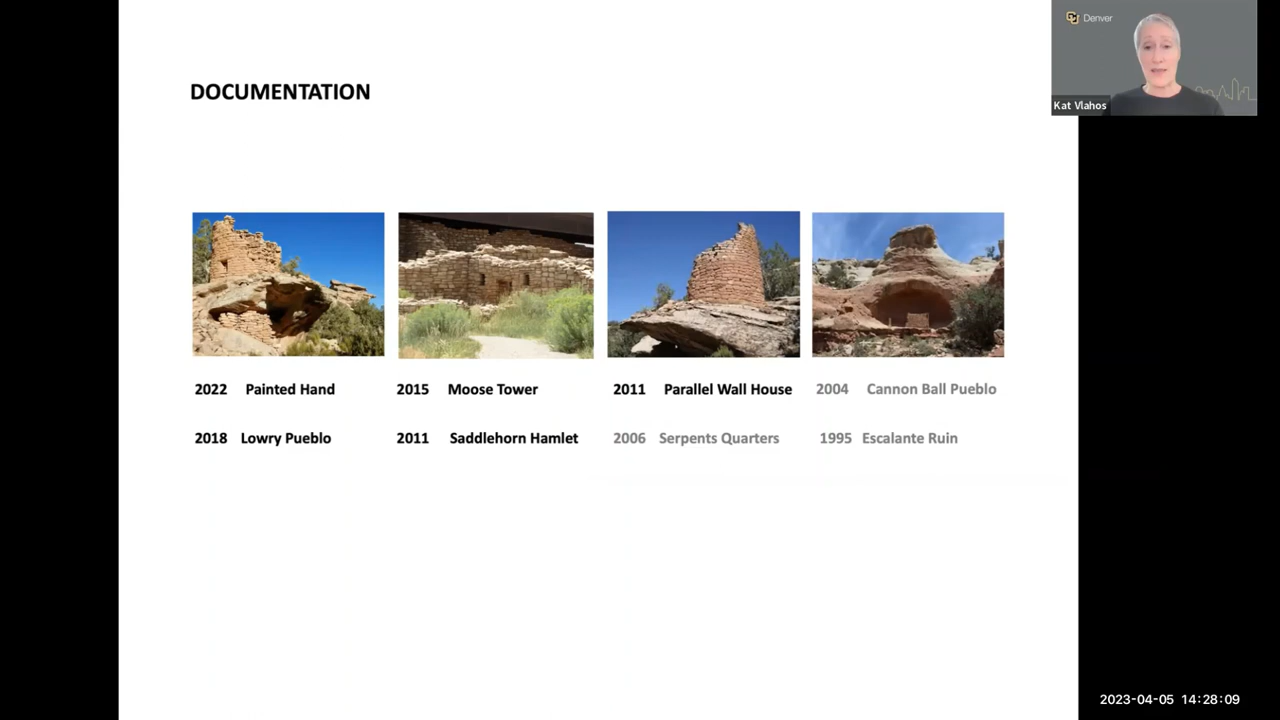 Denver
Kat Vlahos
DOCUMENTATION
2022 Painted Hand
2015 Moose Tower
2011 Parallel Wall House
2004 Cannon Ball Pueblo
2018 Lowry Pueblo
2011 Saddlehorn Hamlet
2006 Serpents Quarters
1995 Escalante Ruin
2023-04-05 14:28:09